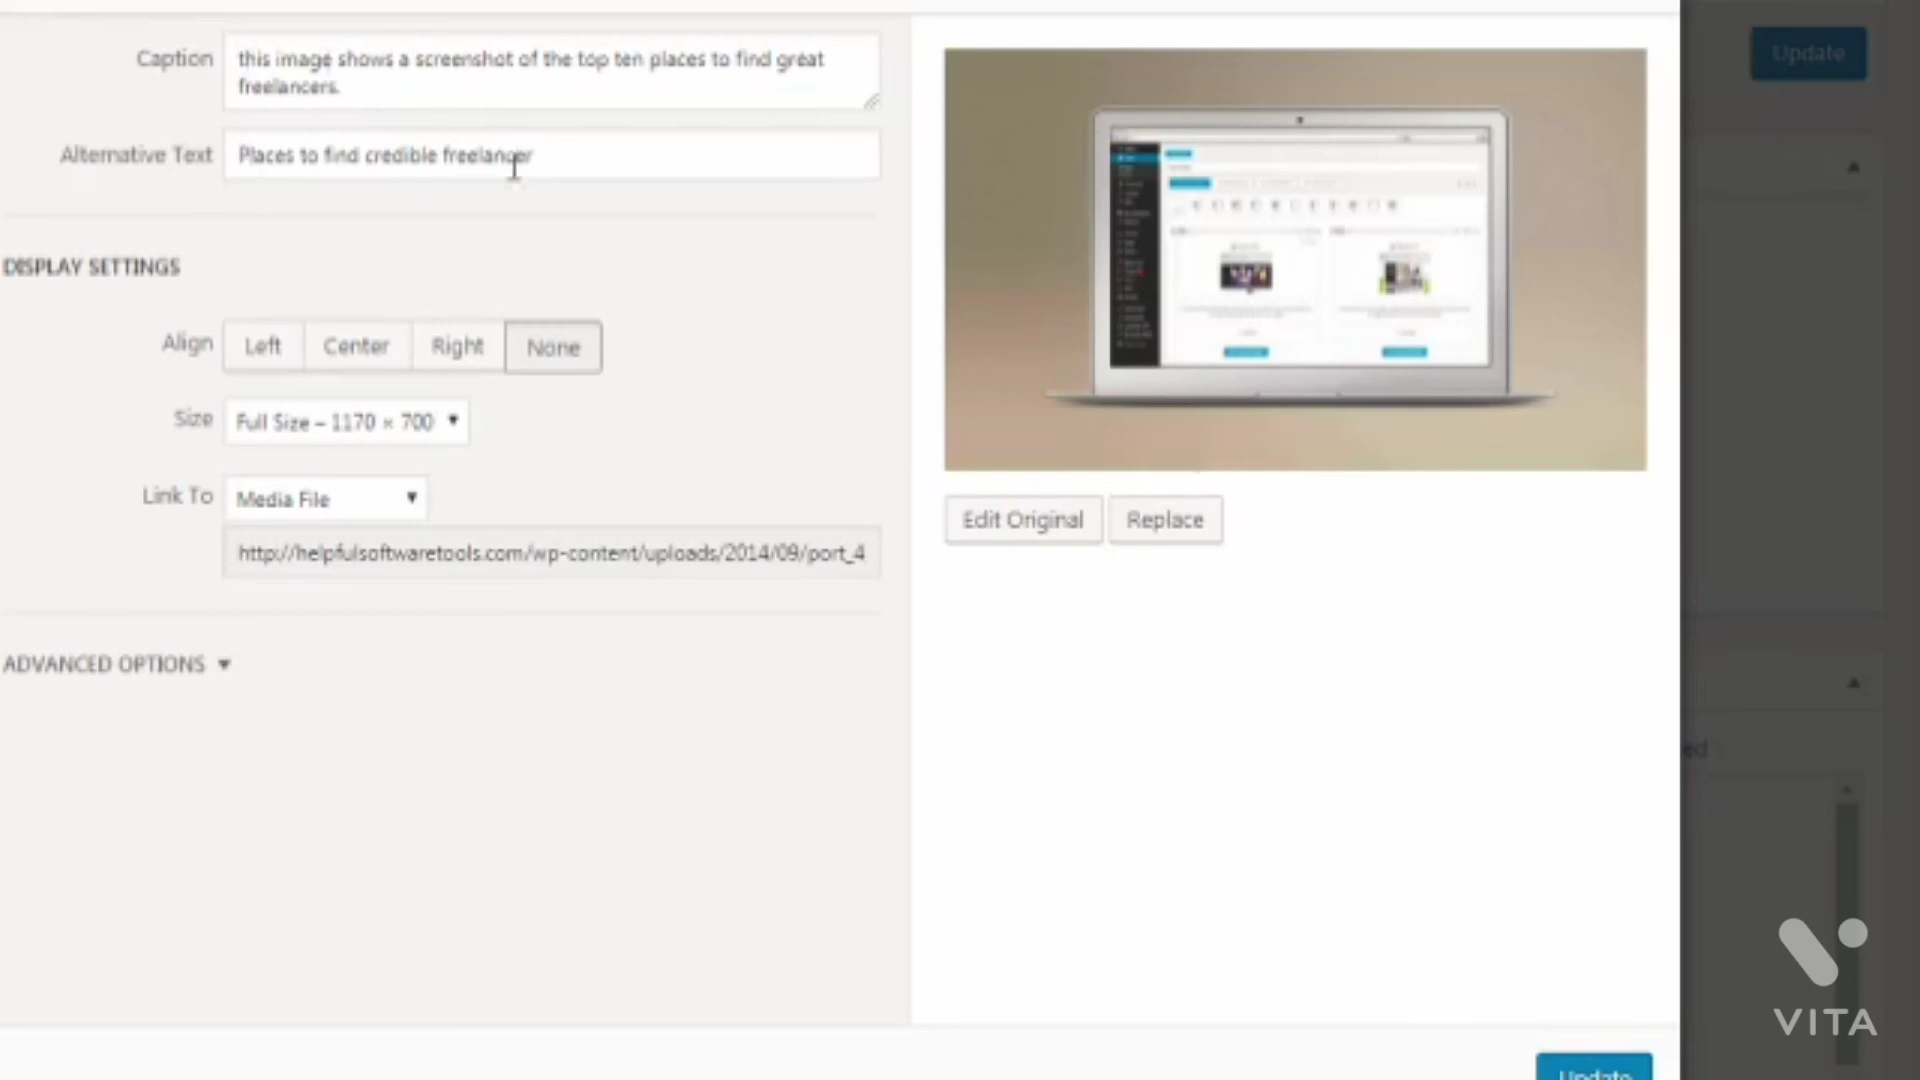 Update
Caption
this image shows a screenshot of the top ten places to find great
freelancers.
Alternative Text
Places to find credible freelancer
DISPLAY SETTINGS
Align
Left
Center
Right
None
Size
Full Size – 1170 × 700
Link To
Media File
http://helpfulsoftwaretools.com/wp-content/uploads/2014/09/port_4
Edit Original
Replace
ADVANCED OPTIONS
ed
VITA
Update